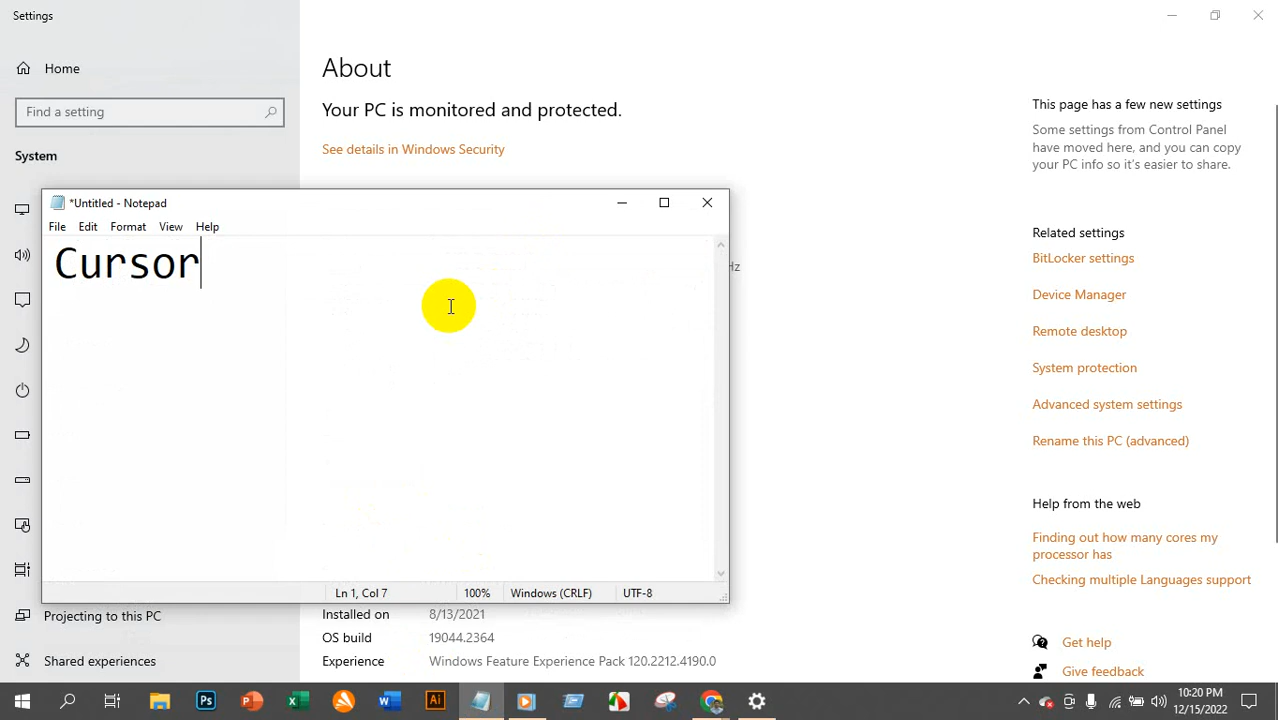 Settings
Home
Find a setting
System
Projecting to this PC
Shared experiences
About
Your PC is monitored and protected.
See details in Windows Security
Hz
*Untitled - Notepad
File Edit Format View Help
Cursor
Ln 1, Col 7 100% Windows (CRLF) UTF-8
Installed on 8/13/2021
OS build 19044.2364
Experience Windows Feature Experience Pack 120.2212.4190.0
This page has a few new settings
Some settings from Control Panel
have moved here, and you can copy
your PC info so it's easier to share.
Related settings
BitLocker settings
Device Manager
Remote desktop
System protection
Advanced system settings
Rename this PC (advanced)
Help from the web
Finding out how many cores my
processor has
Checking multiple Languages support
Get help
Give feedback
Ps
Ai
10:20 PM
12/15/2022